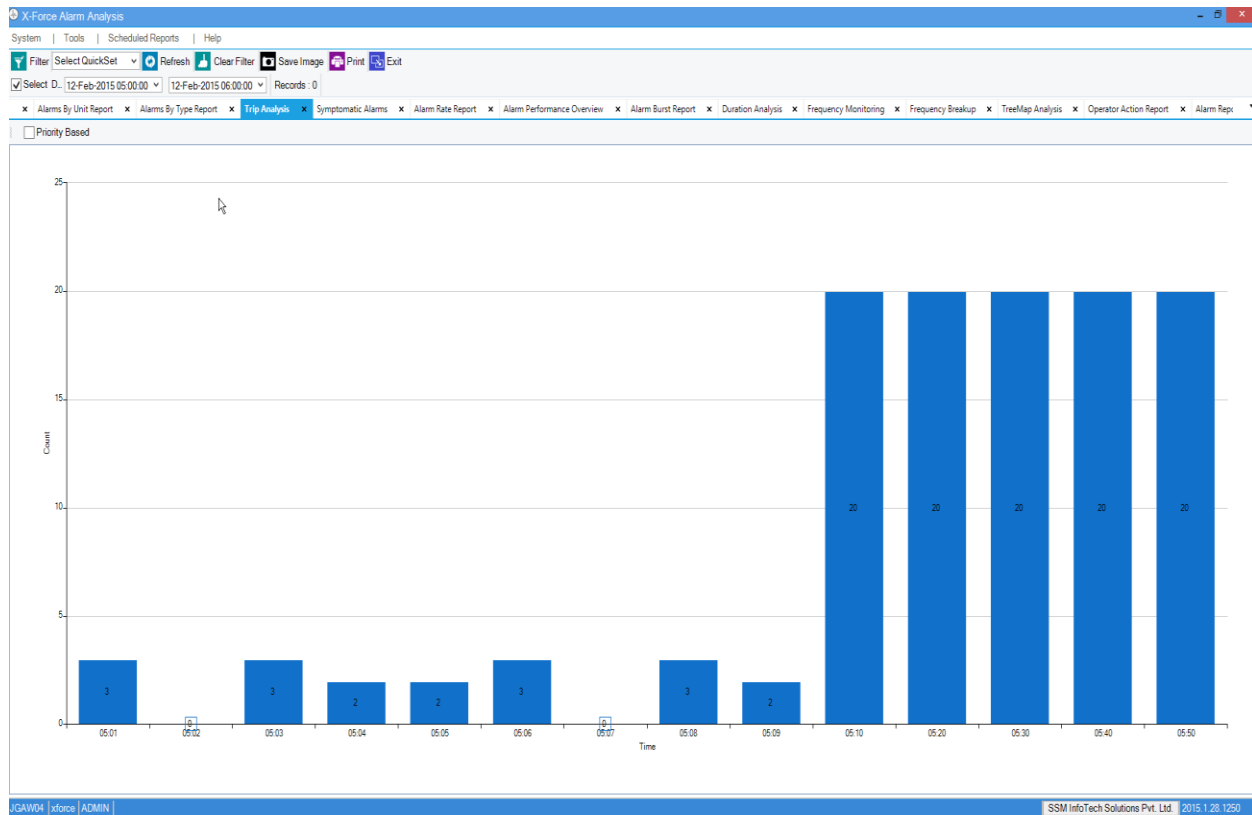 X-Force Alarm Analysis
System | Tools | Scheduled Reports | Help
Filter Select QuickSet Refresh Clear Filter Save Image Print Exit
Select D.. 12-Feb-2015 05:00:00 12-Feb-2015 06:00:00 Records : 0
Alarms By Unit Report Alarms By Type Report Trip Analysis Symptomatic Alarms Alarm Rate Report Alarm Performance Overview Alarm Burst Report Duration Analysis Frequency Monitoring Frequency Breakup TreeMap Analysis Operator Action Report Alarm Repo
Priority Based
25
20
15
Count
10
20 20 20 20 20
5
3 0 3 2 2 3 0 3 2
0
05:01 05:02 05:03 05:04 05:05 05:06 05:07 05:08 05:09 05:10 05:20 05:30 05:40 05:50
Time
JGAW04 xforce ADMIN SSM InfoTech Solutions Pvt. Ltd. 2015.1.28.1250